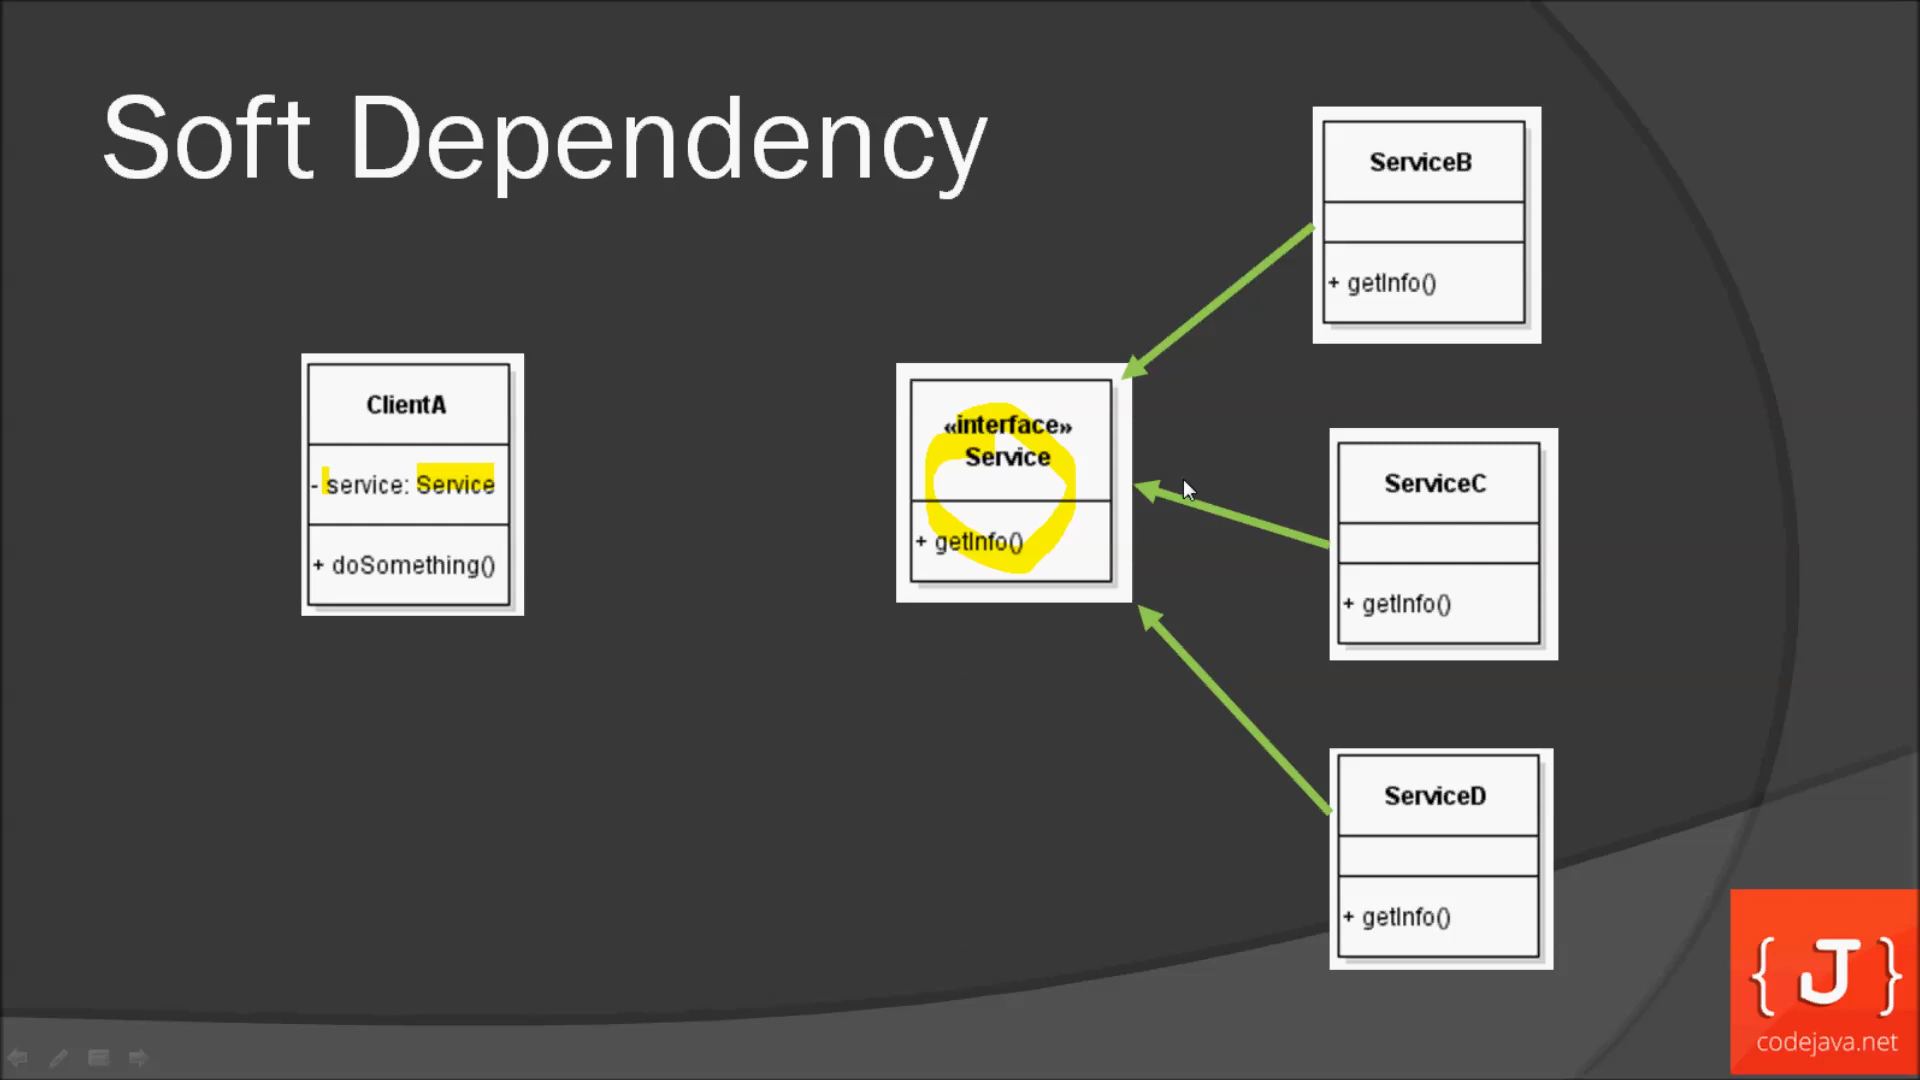 Soft Dependency
ServiceB
+ getInfo()
ClientA
- service: Service
+ doSomething()
«interface»
Service
+ getInfo()
ServiceC
+ getInfo()
ServiceD
+ getInfo()
{ J }
codejava.net